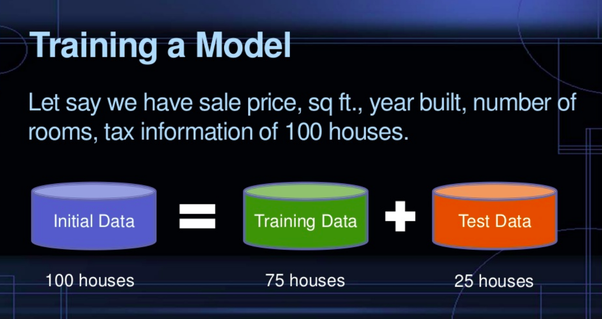 Training a Model
Let say we have sale price, sq ft., year built, number of
rooms, tax information of 100 houses.
Initial Data
Training Data
Test Data
100 houses
75 houses
25 houses